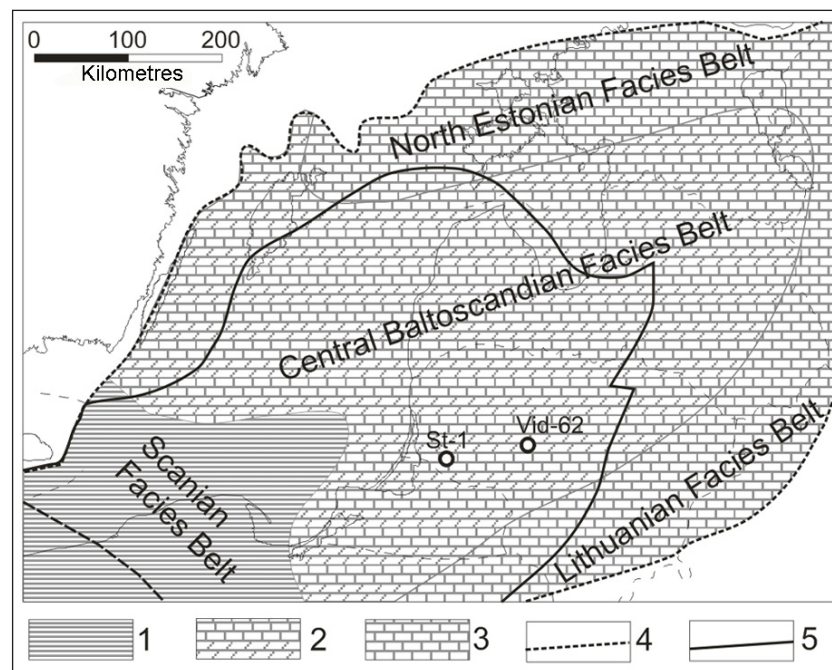 0 100 200
Kilometres
North Estonian Facies Belt
Central Baltoscandian Facies Belt
St-1
Vid-62
Scanian
Facies Belt
Lithuanian Facies Belt
1 2 3 4 5